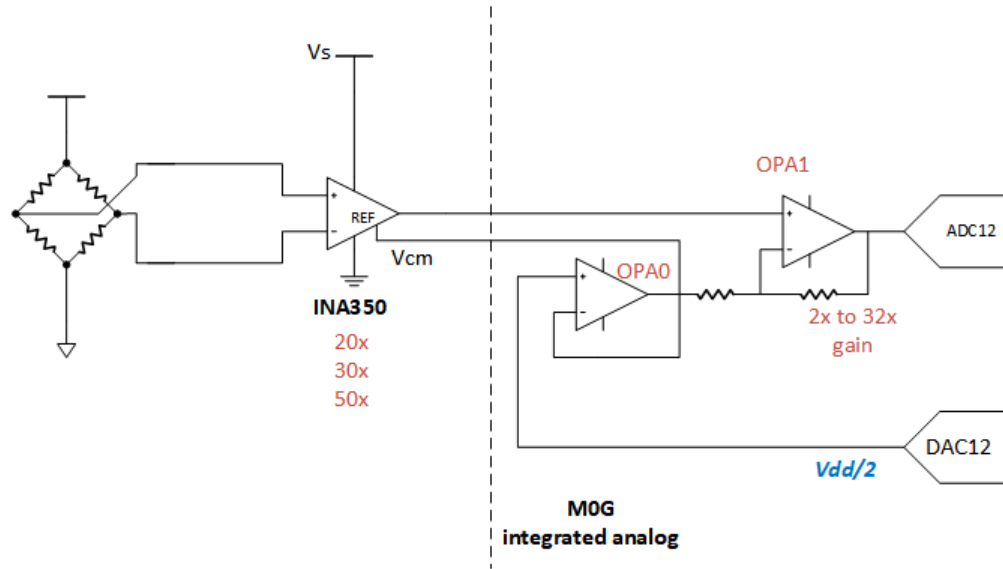 Vs
OPA1
+
-
REF
+
-
ADC12
Vcm
OPA0
+
-
INA350
20x
30x
50x
2x to 32x
gain
DAC12
Vdd/2
M0G
integrated analog